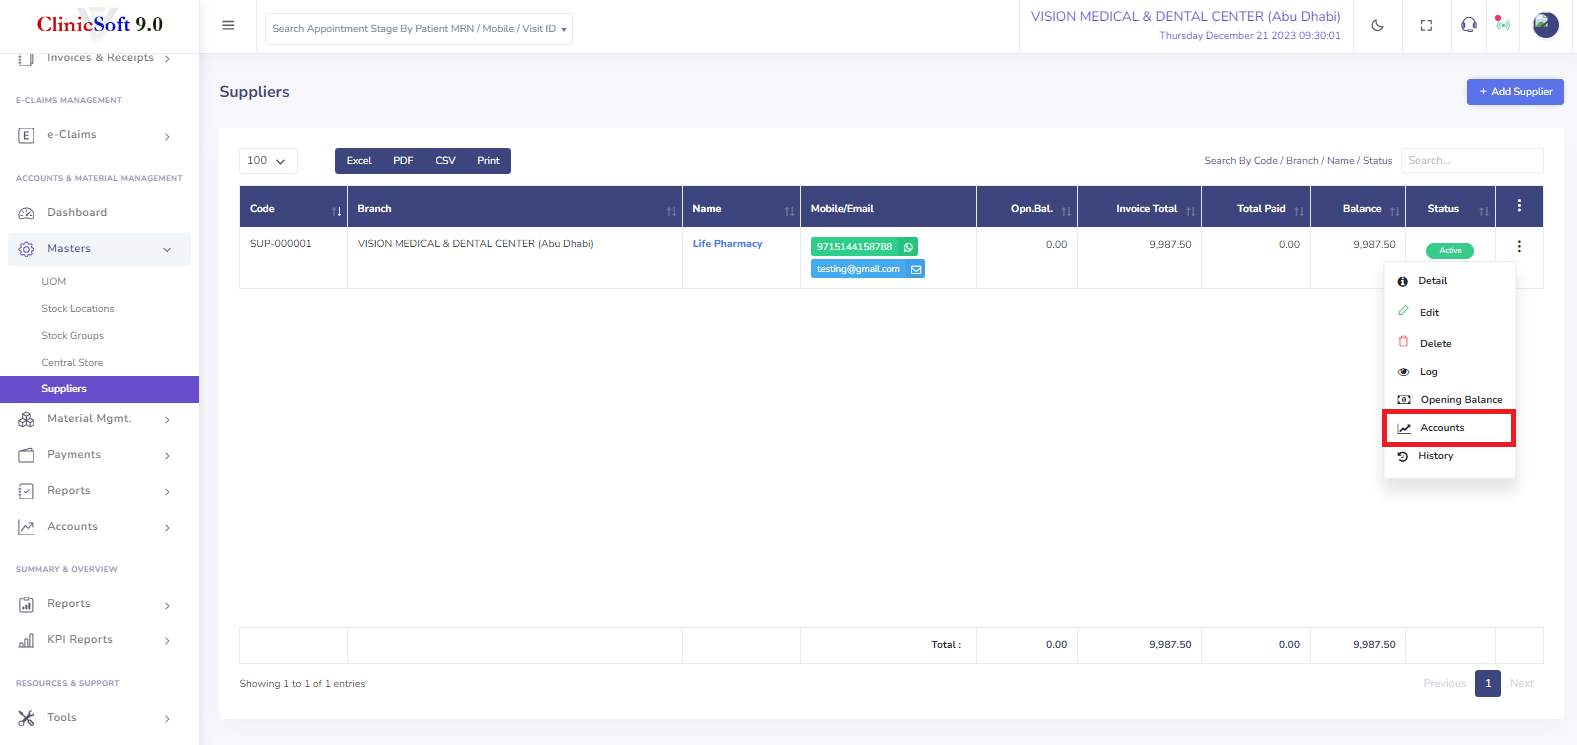 ClinicSoft 9.0
Search Appointment Stage By Patient MRN / Mobile / Visit ID
VISION MEDICAL & DENTAL CENTER (Abu Dhabi)
Thursday December 21 2023 09:30:01
Invoices & Receipts
E-CLAIMS MANAGEMENT
E e-Claims
ACCOUNTS & MATERIAL MANAGEMENT
Dashboard
Masters
UOM
Stock Locations
Stock Groups
Central Store
Suppliers
Material Mgmt.
Payments
Reports
Accounts
SUMMARY & OVERVIEW
Reports
KPI Reports
RESOURCES & SUPPORT
Tools
Suppliers
+ Add Supplier
100
Excel PDF CSV Print
Search By Code / Branch / Name / Status Search...
Code Branch Name Mobile/Email Opn.Bal. Invoice Total Total Paid Balance Status
SUP-000001 VISION MEDICAL & DENTAL CENTER (Abu Dhabi) Life Pharmacy 9715144158788 0.00 9,987.50 0.00 9,987.50 Active
testing@gmail.com
Detail
Edit
Delete
Log
Opening Balance
Accounts
History
Total : 0.00 9,987.50 0.00 9,987.50
Showing 1 to 1 of 1 entries
Previous 1 Next